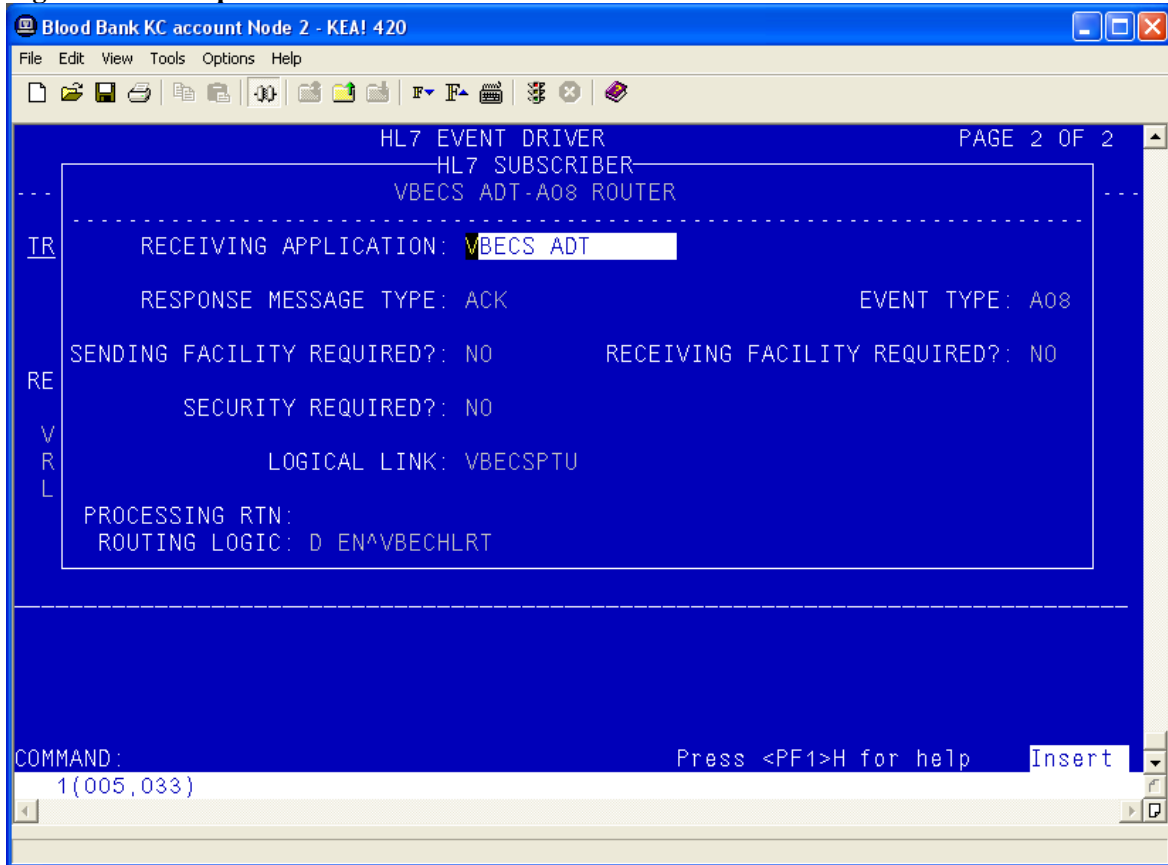 Blood Bank KC account Node 2 - KEA! 420
File Edit View Tools Options Help
HL7 EVENT DRIVER PAGE 2 OF 2
HL7 SUBSCRIBER
VBECS ADT-A08 ROUTER
TR RECEIVING APPLICATION: VBECS ADT
RESPONSE MESSAGE TYPE: ACK EVENT TYPE: A08
SENDING FACILITY REQUIRED?: NO RECEIVING FACILITY REQUIRED?: NO
RE
SECURITY REQUIRED?: NO
V
R LOGICAL LINK: VBECSPTU
L
PROCESSING RTN:
ROUTING LOGIC: D EN^VBECHLRT
COMMAND: Press <PF1>H for help Insert
1(005,033)